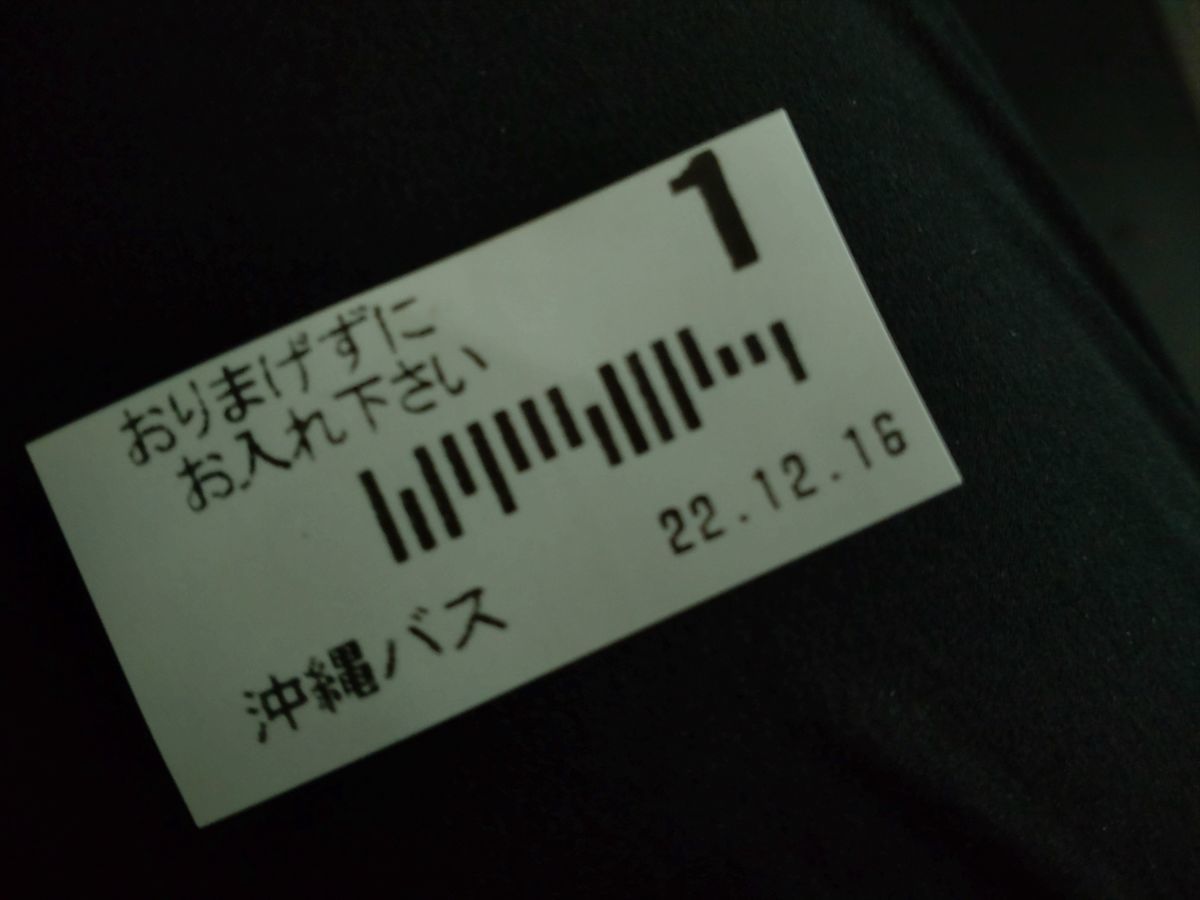 1
おりまげずに
お入れ下さい
22.12.16
沖縄バス